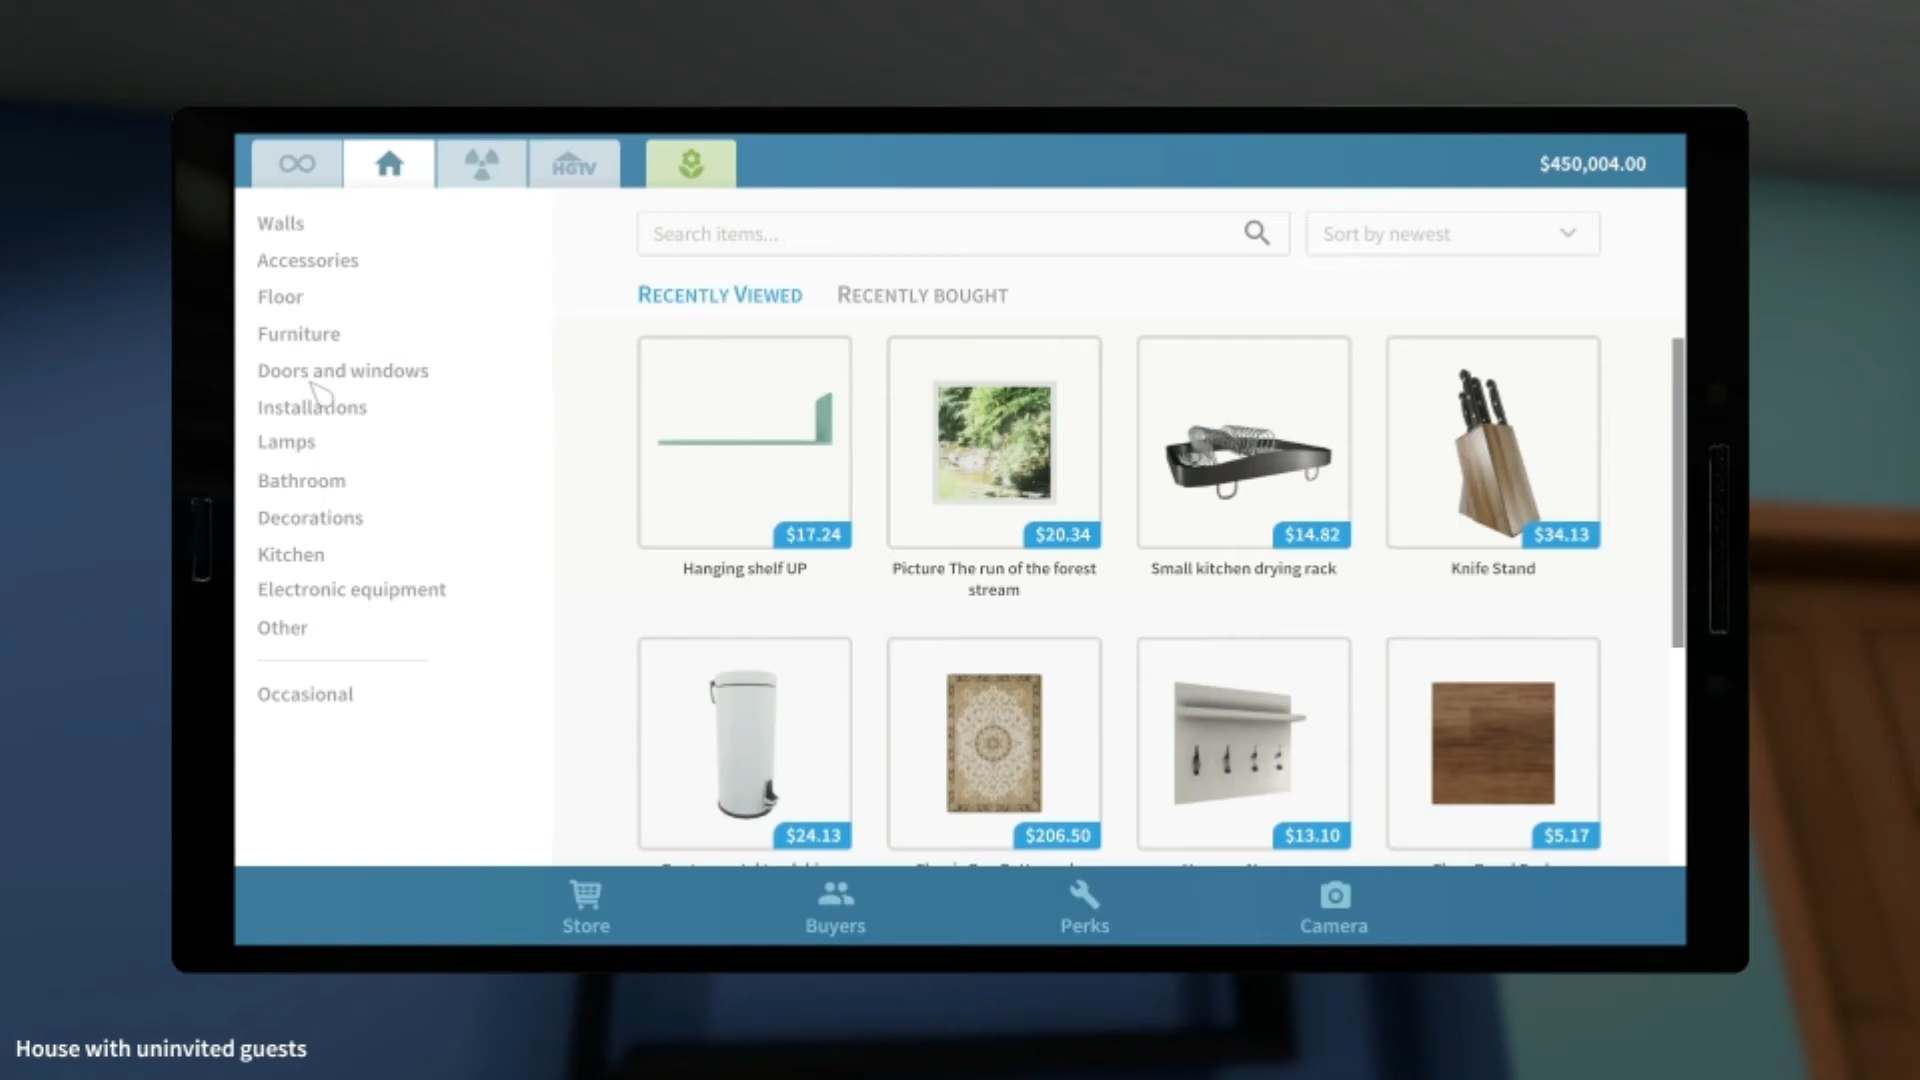 HGTV
$450,004.00
Walls
Accessories
Floor
Furniture
Doors and windows
Installations
Lamps
Bathroom
Decorations
Kitchen
Electronic equipment
Other
Occasional
Search items...
Sort by newest
RECENTLY VIEWED
RECENTLY BOUGHT
$17.24
$20.34
$14.82
$34.13
Hanging shelf UP
Picture The run of the forest
stream
Small kitchen drying rack
Knife Stand
$24.13
$206.50
$13.10
$5.17
Store
Buyers
Perks
Camera
House with uninvited guests